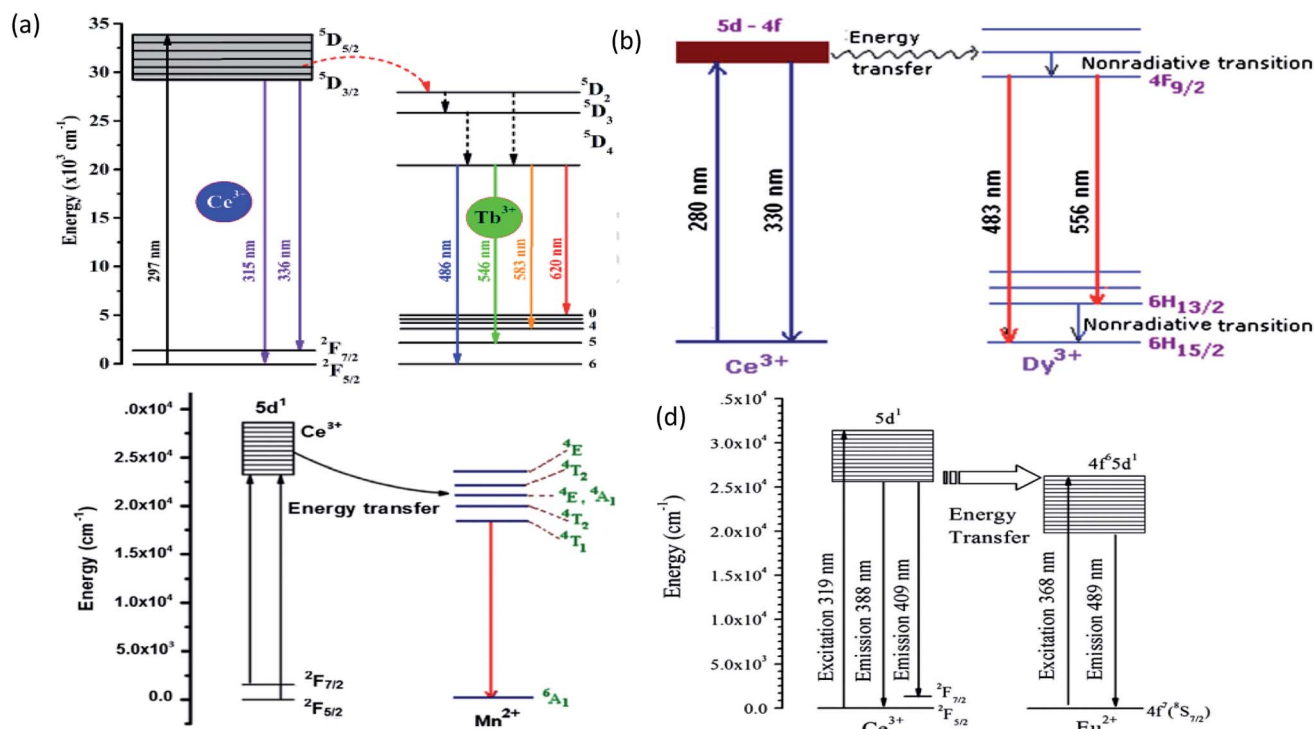 (a)
35
30
25
20
15
10
5
0
Energy (x10³ cm⁻¹)
⁵D₅/₂
⁵D₃/₂
Ce³⁺
297 nm
315 nm
336 nm
²F₇/₂
²F₅/₂
⁵D₂
⁵D₃
⁵D₄
Tb³⁺
486 nm
546 nm
583 nm
620 nm
0
4
5
6
(b)
5d - 4f
Energy
transfer
Nonradiative transition
4F₉/₂
280 nm
330 nm
483 nm
556 nm
6H₁₃/₂
Nonradiative transition
6H₁₅/₂
Ce³⁺
Dy³⁺
.0x10⁴
2.5x10⁴
2.0x10⁴
1.5x10⁴
1.0x10⁴
5.0x10³
0.0
Energy (cm⁻¹)
5d¹
Ce³⁺
Energy transfer
²F₇/₂
²F₅/₂
⁴E
⁴T₂
⁴E , ⁴A₁
⁴T₂
⁴T₁
⁶A₁
Mn²⁺
(d)
.5x10⁴
3.0x10⁴
2.5x10⁴
2.0x10⁴
1.5x10⁴
1.0x10⁴
5.0x10³
0.0
Energy (cm⁻¹)
5d¹
Excitation 319 nm
Emission 388 nm
Emission 409 nm
²F₇/₂
²F₅/₂
Ce³⁺
Energy
Transfer
4f⁶5d¹
Excitation 368 nm
Emission 489 nm
4f⁷(⁸S₇/₂)
Eu²⁺